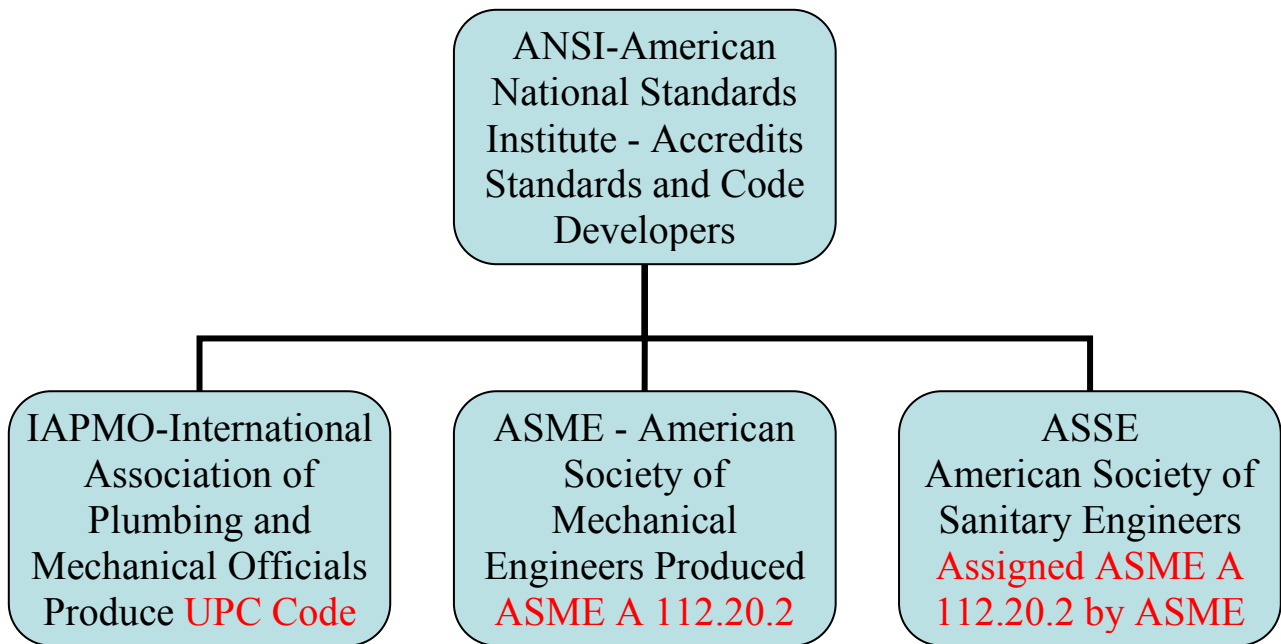 ANSI-American
National Standards
Institute - Accredits
Standards and Code
Developers
IAPMO-International
Association of
Plumbing and
Mechanical Officials
Produce UPC Code
ASME - American
Society of
Mechanical
Engineers Produced
ASME A 112.20.2
ASSE
American Society of
Sanitary Engineers
Assigned ASME A
112.20.2 by ASME